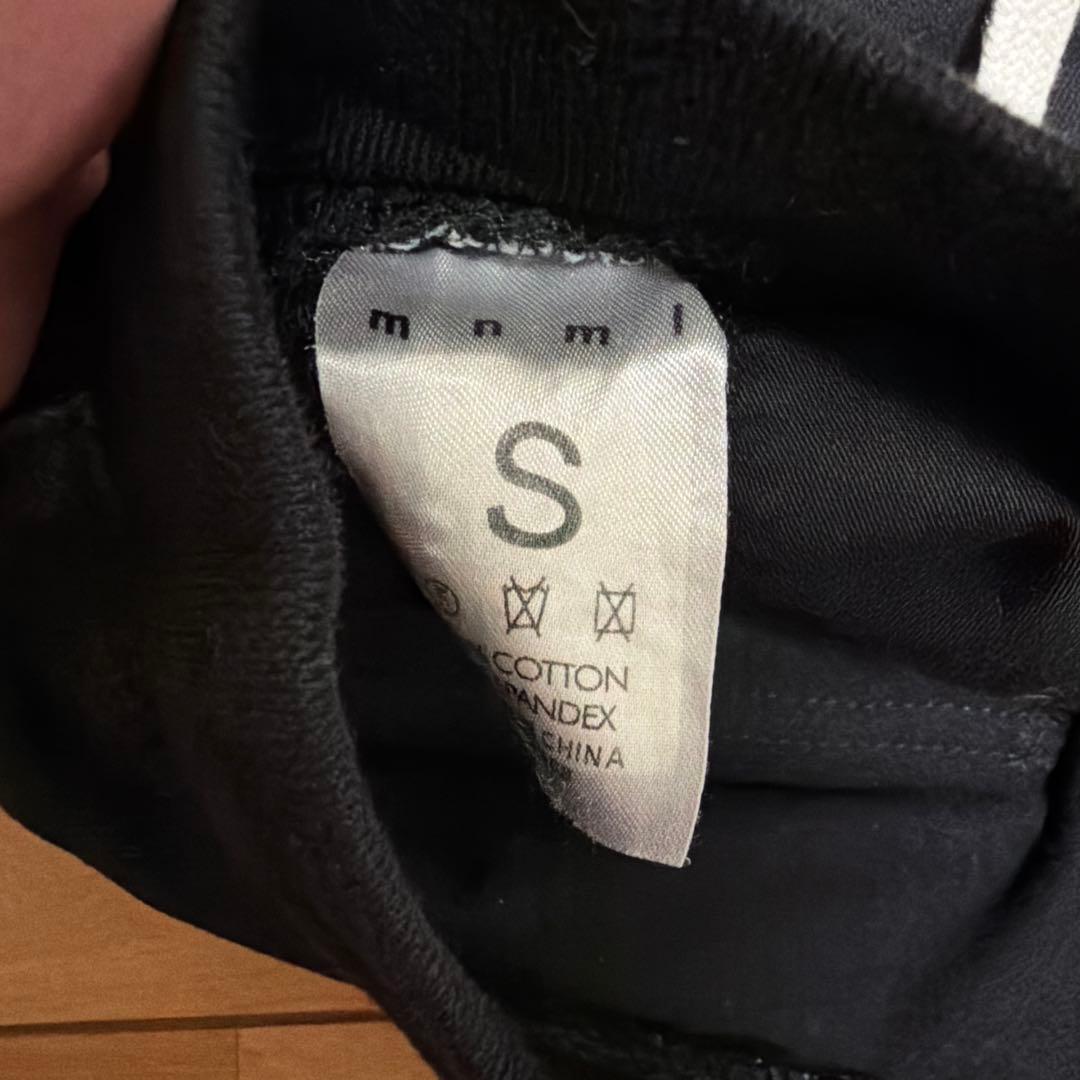 m n m l
S
COTTON
PANDEX
CHINA